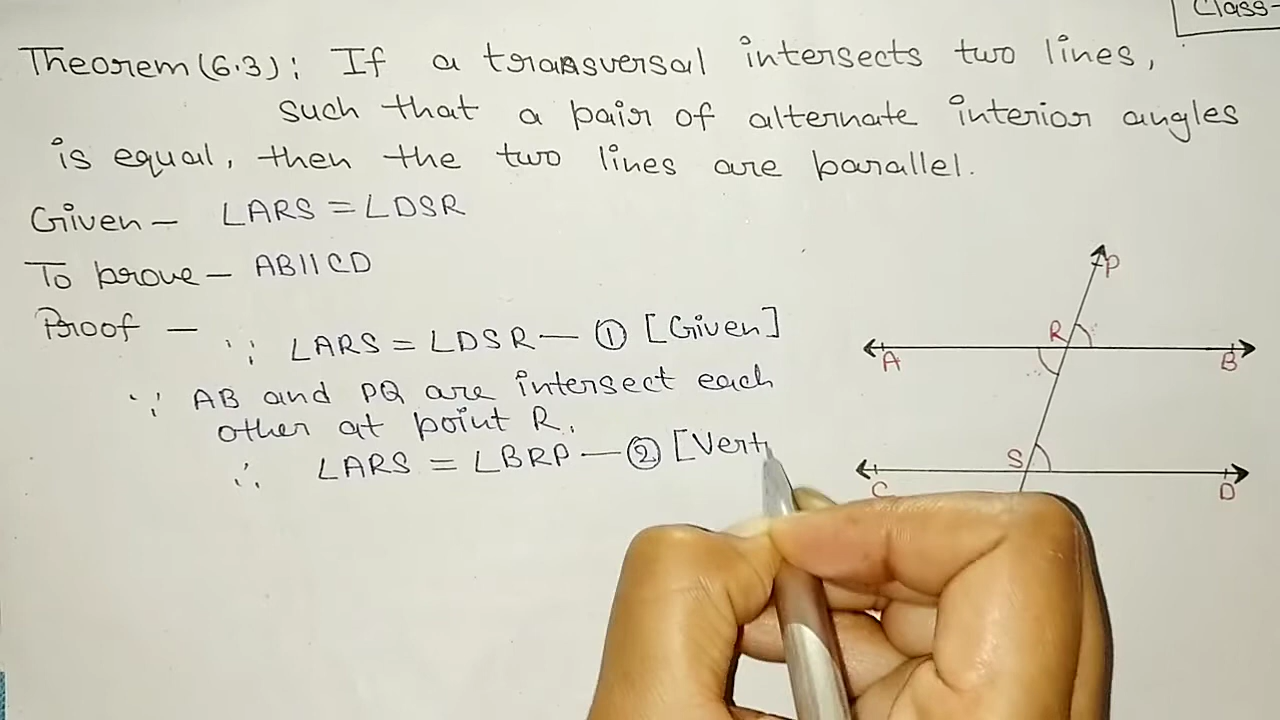 Class-
Theorem (6.3): If a transversal intersects two lines,
such that a pair of alternate interior angles
is equal, then the two lines are parallel.
Given — ∠ARS = ∠DSR
To prove — AB||CD
Proof —
∵ ∠ARS = ∠DSR — ① [Given]
∵ AB and PQ are intersect each
other at point R.
∴ ∠ARS = ∠BRP — ② [Vert
P
R
A B
S
C D